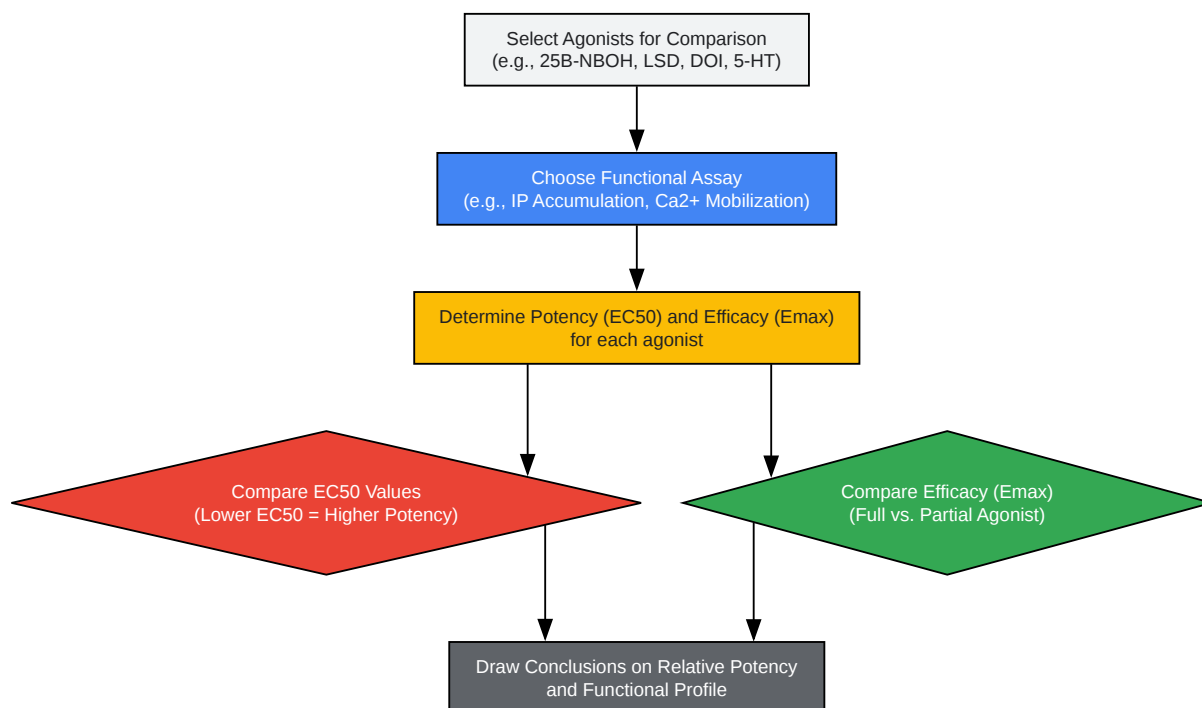 Select Agonists for Comparison
(e.g., 25B-NBOH, LSD, DOI, 5-HT)
Choose Functional Assay
(e.g., IP Accumulation, Ca2+ Mobilization)
Determine Potency (EC50) and Efficacy (Emax)
for each agonist
Compare EC50 Values
(Lower EC50 = Higher Potency)
Compare Efficacy (Emax)
(Full vs. Partial Agonist)
Draw Conclusions on Relative Potency
and Functional Profile